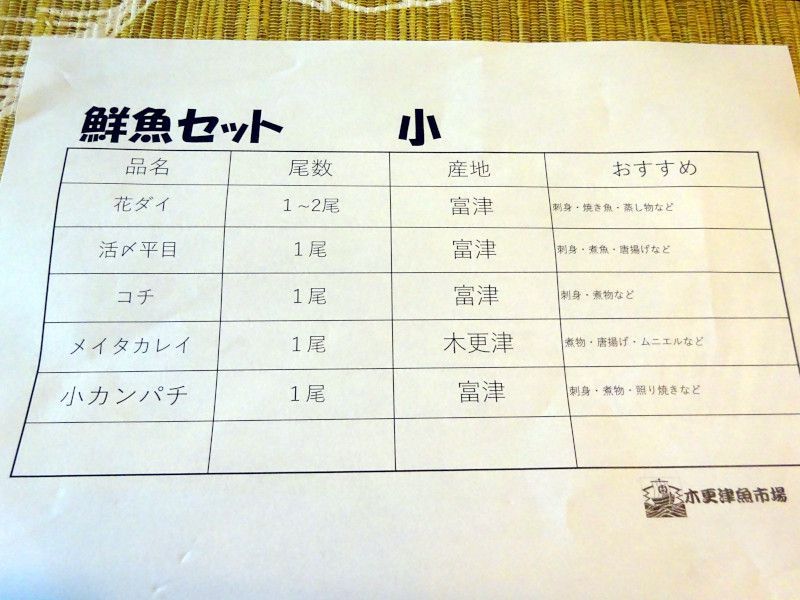 鮮魚セット 小
品名 尾数 産地 おすすめ
花ダイ 1~2尾 富津 刺身・焼き魚・蒸し物など
活〆平目 1尾 富津 刺身・煮魚・唐揚げなど
コチ 1尾 富津 刺身・煮物など
メイタカレイ 1尾 木更津 煮物・唐揚げ・ムニエルなど
小カンパチ 1尾 富津 刺身・煮物・照り焼きなど
木更津魚市場